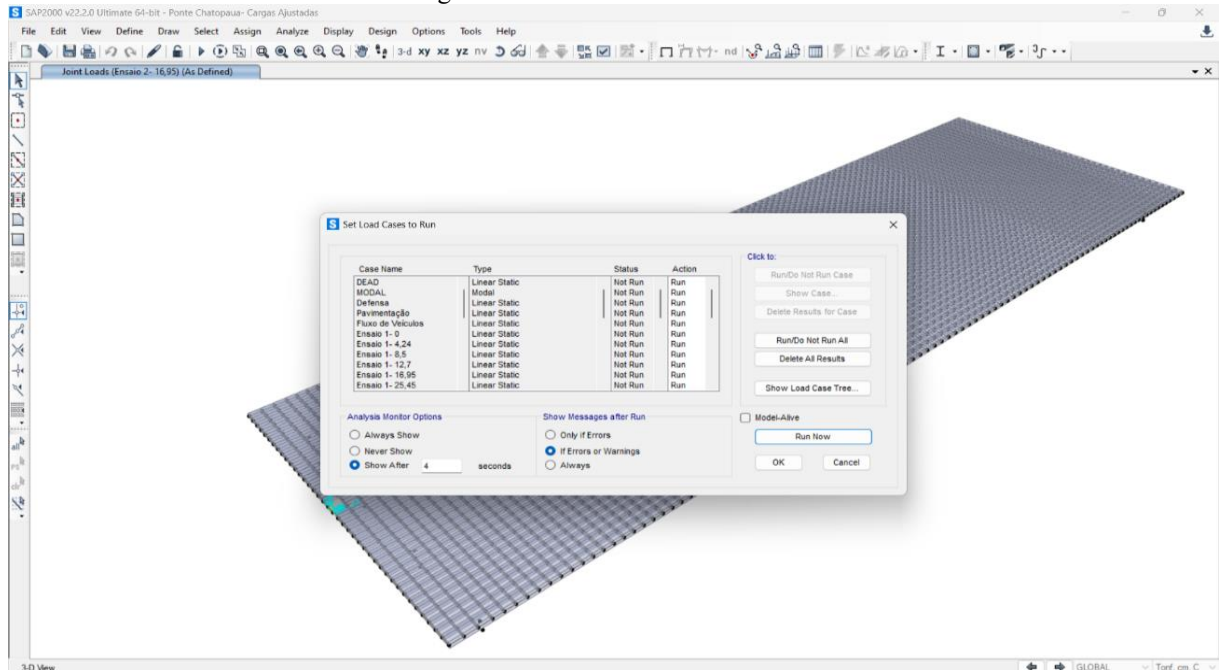 SAP2000 v22.2.0 Ultimate 64-bit - Ponte Chatopaua- Cargas Ajustadas
File Edit View Define Draw Select Assign Analyze Display Design Options Tools Help
3-d xy xz yz nv nd
Joint Loads (Ensaio 2- 16,95) (As Defined)
Set Load Cases to Run
Case Name Type Status Action
DEAD Linear Static Not Run Run
MODAL Modal Not Run Run
Defensa Linear Static Not Run Run
Pavimentação Linear Static Not Run Run
Fluxo de Veículos Linear Static Not Run Run
Ensaio 1- 0 Linear Static Not Run Run
Ensaio 1- 4,24 Linear Static Not Run Run
Ensaio 1- 8,5 Linear Static Not Run Run
Ensaio 1- 12,7 Linear Static Not Run Run
Ensaio 1- 16,95 Linear Static Not Run Run
Ensaio 1- 25,45 Linear Static Not Run Run
Click to:
Run/Do Not Run Case
Show Case...
Delete Results for Case
Run/Do Not Run All
Delete All Results
Show Load Case Tree...
Analysis Monitor Options
Always Show
Never Show
Show After 4 seconds
Show Messages after Run
Only if Errors
If Errors or Warnings
Always
Model-Alive
Run Now
OK Cancel
all
ps
clr
3-D View
GLOBAL Tonf, cm, C